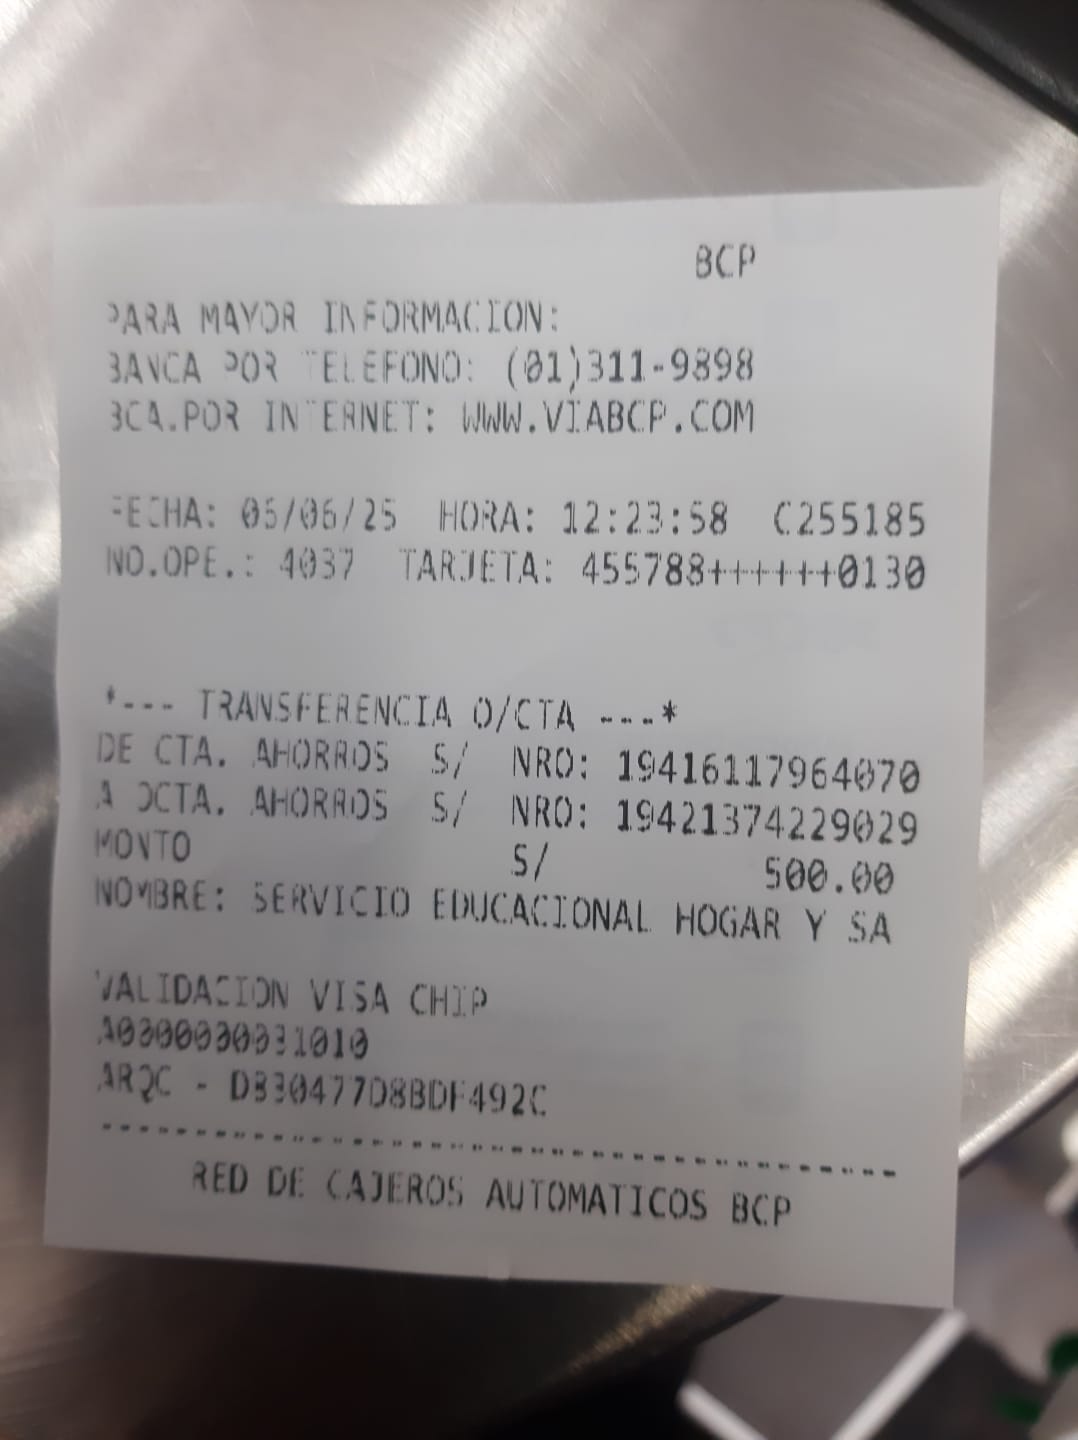 BCP
PARA MAYOR INFORMACION:
BANCA POR TELEFONO: (01)311-9898
BCA.POR INTERNET: WWW.VIABCP.COM
FECHA: 05/06/25 HORA: 12:23:58 C255185
NO.OPE.: 4037 TARJETA: 455788++++++0130
*--- TRANSFERENCIA O/CTA ---*
DE CTA. AHORROS S/ NRO: 19416117964070
A OCTA. AHORROS S/ NRO: 19421374229029
MONTO S/ 500.00
NOMBRE: SERVICIO EDUCACIONAL HOGAR Y SA
VALIDACION VISA CHIP
A0000000031010
ARQC - DB30477D8BDF492C
RED DE CAJEROS AUTOMATICOS BCP